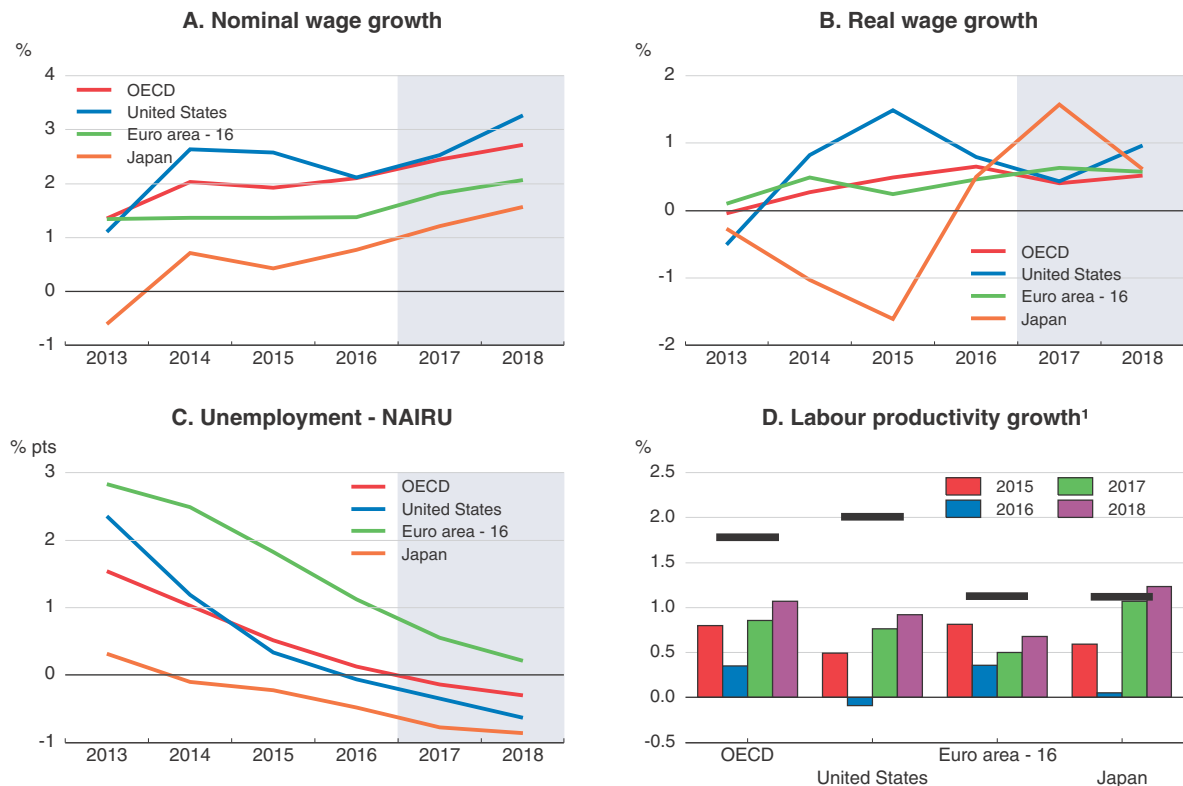 A. Nominal wage growth
%
4
3
2
1
0
-1
OECD
United States
Euro area - 16
Japan
2013 2014 2015 2016 2017 2018
B. Real wage growth
%
2
1
0
-1
-2
OECD
United States
Euro area - 16
Japan
2013 2014 2015 2016 2017 2018
C. Unemployment - NAIRU
% pts
3
2
1
0
-1
OECD
United States
Euro area - 16
Japan
2013 2014 2015 2016 2017 2018
D. Labour productivity growth¹
%
2.5
2.0
1.5
1.0
0.5
0.0
-0.5
2015 2017
2016 2018
OECD Euro area - 16
United States Japan